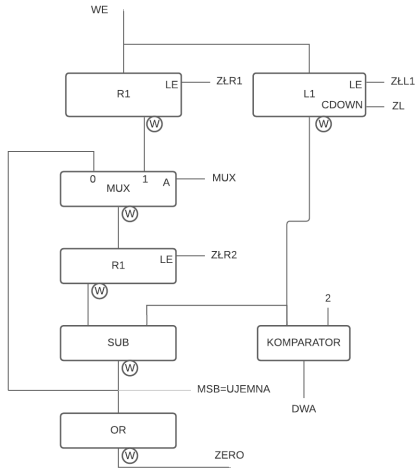 WE
LE
ZŁR1
R1
W
LE
ZŁL1
L1
CDOWN
ZL
W
0
1
A
MUX
MUX
W
LE
ZŁR2
R1
W
2
SUB
W
KOMPARATOR
MSB=UJEMNA
DWA
OR
W
ZERO